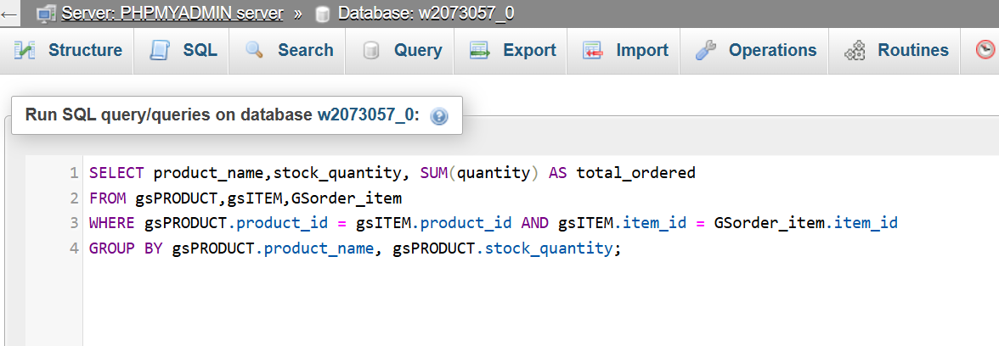 ← Server: PHPMYADMIN server » Database: w2073057_0
Structure SQL Search Query Export Import Operations Routines
Run SQL query/queries on database w2073057_0:
1 SELECT product_name,stock_quantity, SUM(quantity) AS total_ordered
2 FROM gsPRODUCT,gsITEM,GSorder_item
3 WHERE gsPRODUCT.product_id = gsITEM.product_id AND gsITEM.item_id = GSorder_item.item_id
4 GROUP BY gsPRODUCT.product_name, gsPRODUCT.stock_quantity;